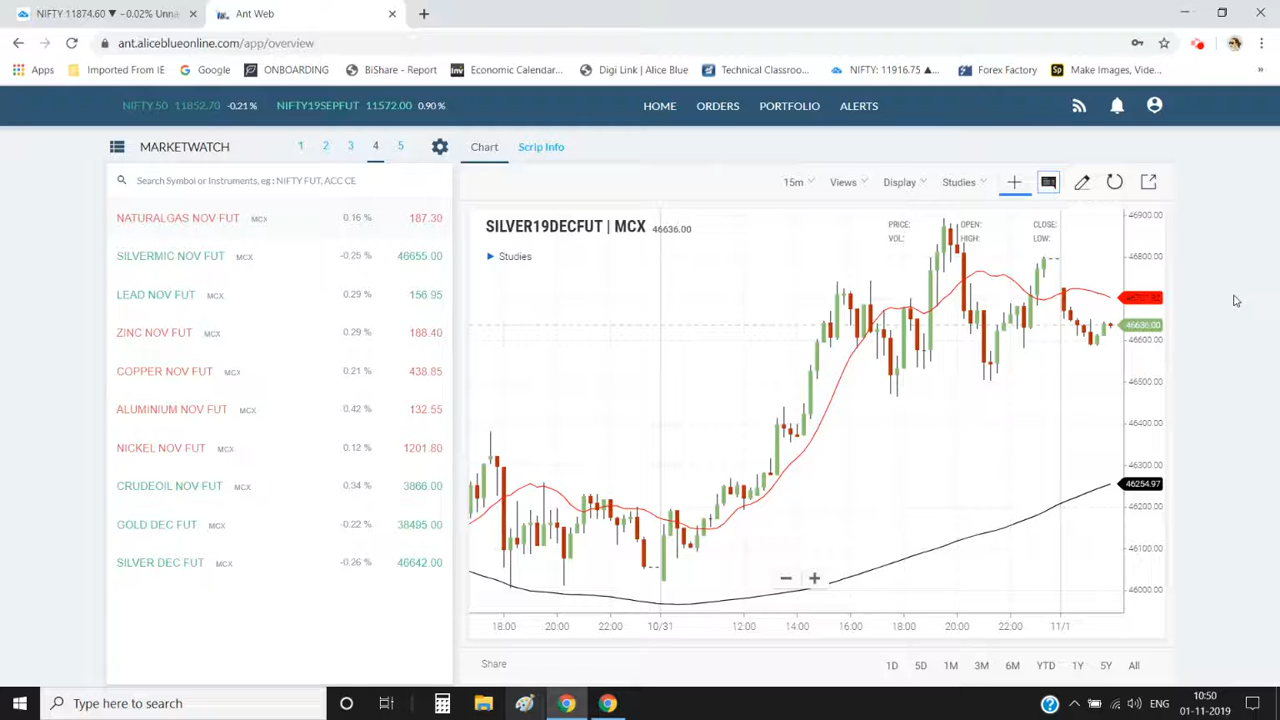 NIFTY 11874.60 ▼ −0.02% Unna
Ant Web
ant.aliceblueonline.com/app/overview
Apps Imported From IE Google ONBOARDING BiShare - Report Economic Calendar... Digi Link | Alice Blue Technical Classroo... NIFTY: 11916.75 ▲... Forex Factory Make Images, Vide...
NIFTY 50 11852.70 -0.21% NIFTY19SEPFUT 11572.00 0.90 % HOME ORDERS PORTFOLIO ALERTS
MARKETWATCH 1 2 3 4 5
Search Symbol or Instruments, eg : NIFTY FUT, ACC CE
NATURALGAS NOV FUT MCX 0.16 % 187.30
SILVERMIC NOV FUT MCX -0.25 % 46655.00
LEAD NOV FUT MCX 0.29 % 156.95
ZINC NOV FUT MCX 0.29 % 188.40
COPPER NOV FUT MCX 0.21 % 438.85
ALUMINIUM NOV FUT MCX 0.42 % 132.55
NICKEL NOV FUT MCX 0.12 % 1201.80
CRUDEOIL NOV FUT MCX 0.34 % 3866.00
GOLD DEC FUT MCX -0.22 % 38495.00
SILVER DEC FUT MCX -0.26 % 46642.00
Chart Scrip Info
15m Views Display Studies
SILVER19DECFUT | MCX 46636.00
PRICE: OPEN: CLOSE:
VOL: HIGH: LOW:
Studies
46900.00
46800.00
46636.00
46600.00
46500.00
46400.00
46300.00
46254.97
46200.00
46100.00
46000.00
18:00 20:00 22:00 10/31 12:00 14:00 16:00 18:00 20:00 22:00 11/1
Share 1D 5D 1M 3M 6M YTD 1Y 5Y All
Type here to search
ENG
10:50
01-11-2019